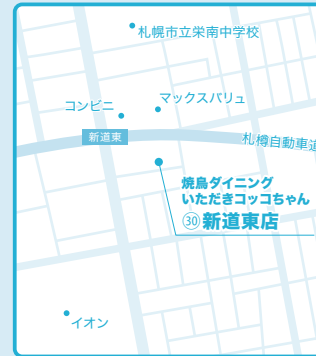 札幌市立栄南中学校
コンビニ
マックスバリュ
新道東
札樽自動車道
焼鳥ダイニング
いただきコッコちゃん
㉚新道東店
イオン